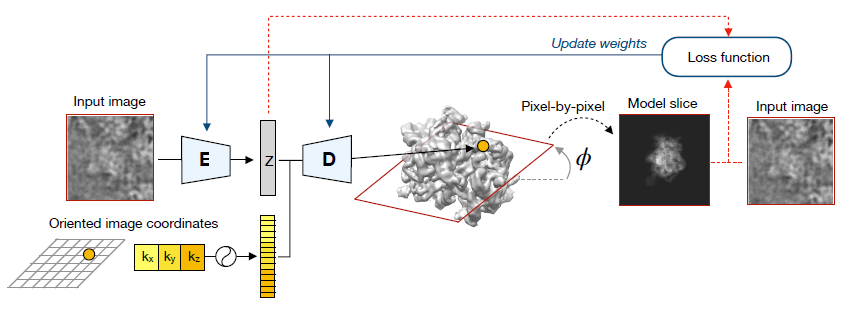 Update weights
Loss function
Input image
Pixel-by-pixel
Model slice
Input image
E
z
D
ϕ
Oriented image coordinates
kx ky kz